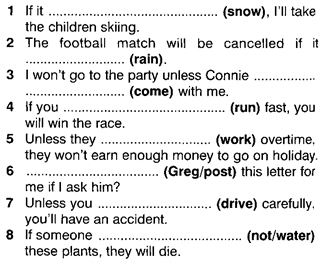 1 If it ........................................ (snow), I'll take
the children skiing.
2 The football match will be cancelled if it
........................................ (rain).
3 I won't go to the party unless Connie ...............
........................ (come) with me.
4 If you ........................................ (run) fast, you
will win the race.
5 Unless they ............................ (work) overtime,
they won't earn enough money to go on holiday.
6 ................................ (Greg/post) this letter for
me if I ask him?
7 Unless you ............................ (drive) carefully,
you'll have an accident.
8 If someone ................................ (not/water)
these plants, they will die.